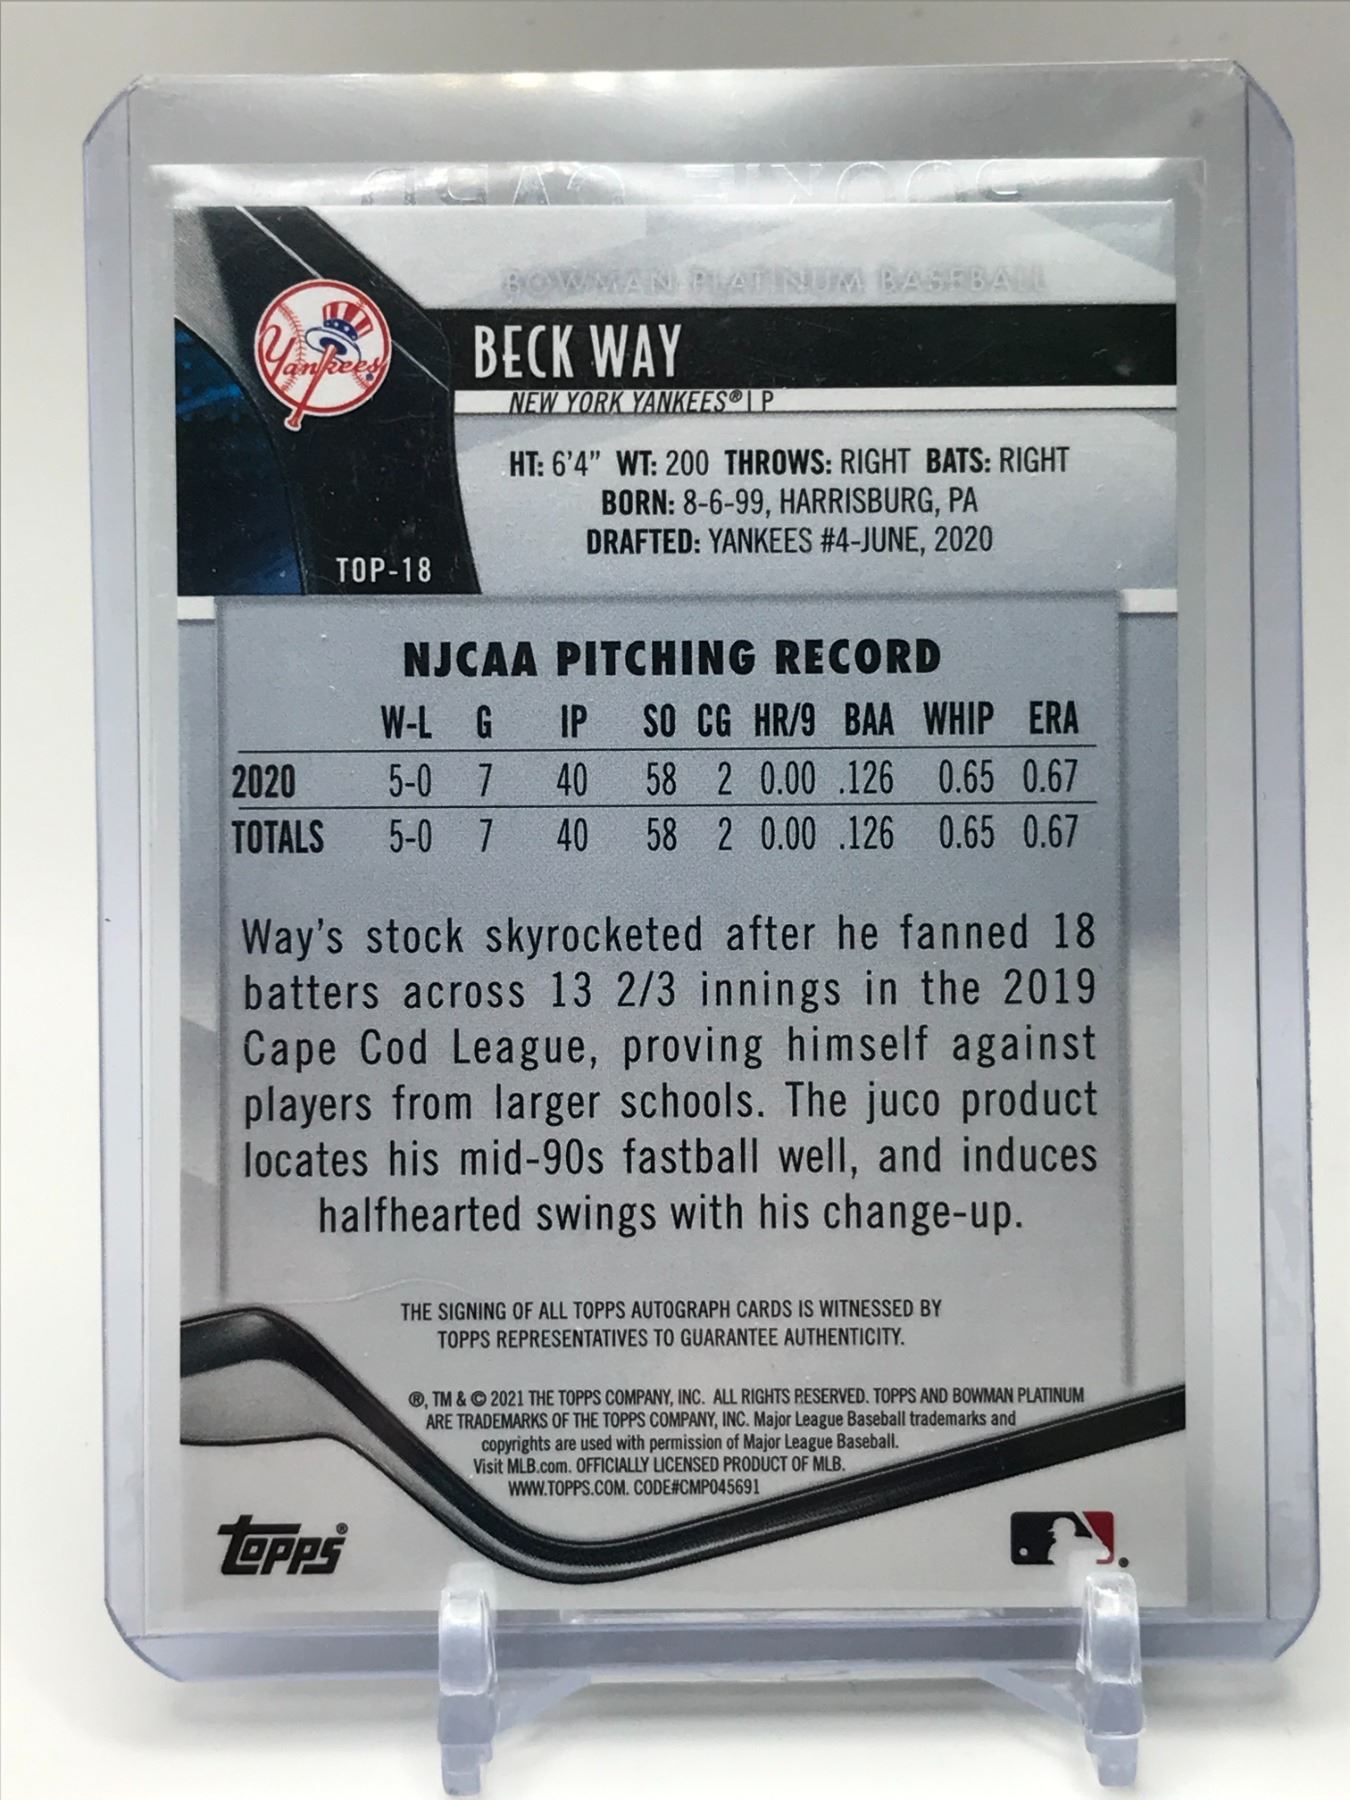 ROOKIE CARD
BOWMAN PLATINUM BASEBALL
Yankees
BECK WAY
NEW YORK YANKEES® | P
HT: 6'4" WT: 200 THROWS: RIGHT BATS: RIGHT
BORN: 8-6-99, HARRISBURG, PA
DRAFTED: YANKEES #4-JUNE, 2020
TOP-18
NJCAA PITCHING RECORD
W-L G IP SO CG HR/9 BAA WHIP ERA
2020 5-0 7 40 58 2 0.00 .126 0.65 0.67
TOTALS 5-0 7 40 58 2 0.00 .126 0.65 0.67
Way's stock skyrocketed after he fanned 18
batters across 13 2/3 innings in the 2019
Cape Cod League, proving himself against
players from larger schools. The juco product
locates his mid-90s fastball well, and induces
halfhearted swings with his change-up.
THE SIGNING OF ALL TOPPS AUTOGRAPH CARDS IS WITNESSED BY
TOPPS REPRESENTATIVES TO GUARANTEE AUTHENTICITY.
®, TM & © 2021 THE TOPPS COMPANY, INC. ALL RIGHTS RESERVED. TOPPS AND BOWMAN PLATINUM
ARE TRADEMARKS OF THE TOPPS COMPANY, INC. Major League Baseball trademarks and
copyrights are used with permission of Major League Baseball.
Visit MLB.com. OFFICIALLY LICENSED PRODUCT OF MLB.
WWW.TOPPS.COM. CODE#CMP045691
Topps®